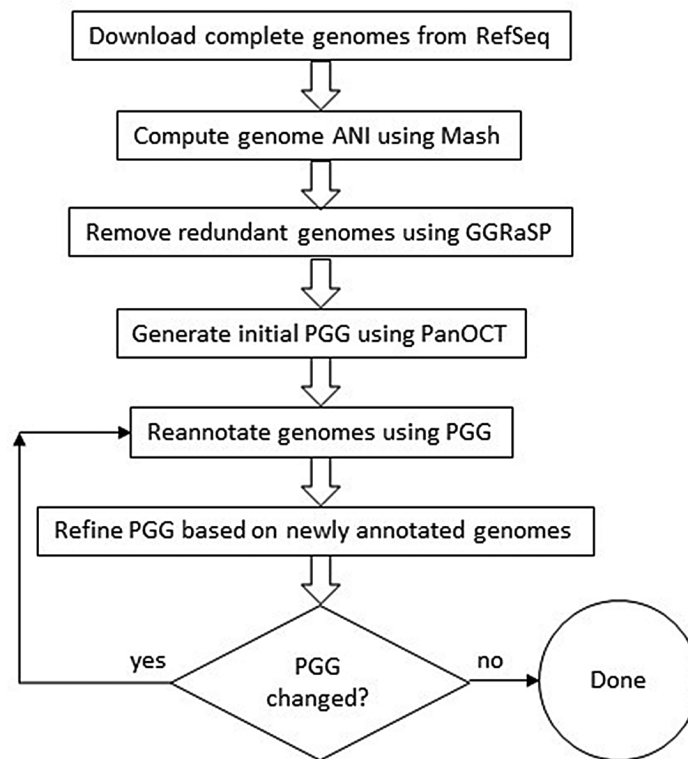 Download complete genomes from RefSeq
Compute genome ANI using Mash
Remove redundant genomes using GGRaSP
Generate initial PGG using PanOCT
Reannotate genomes using PGG
Refine PGG based on newly annotated genomes
yes
PGG
changed?
no
Done